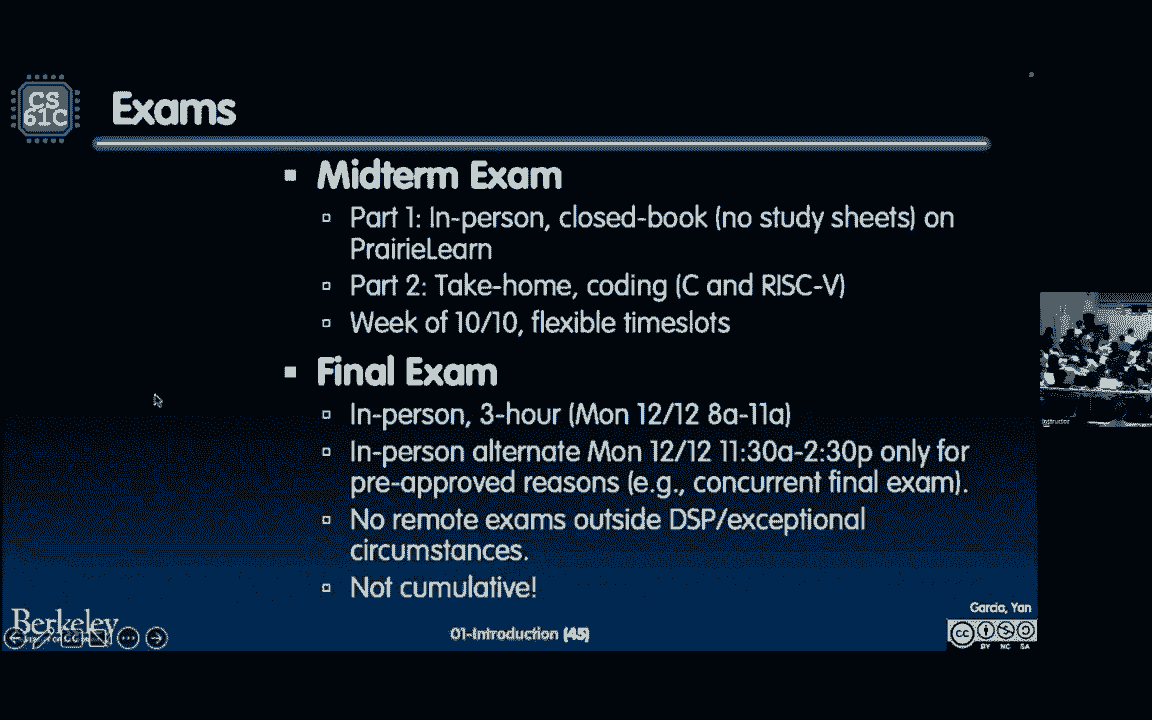 CS
61C
Exams
Midterm Exam
Part 1: In-person, closed-book (no study sheets) on
PrairieLearn
Part 2: Take-home, coding (C and RISC-V)
Week of 10/10, flexible timeslots
Final Exam
In-person, 3-hour (Mon 12/12 8a-11a)
In-person alternate Mon 12/12 11:30a-2:30p only for
pre-approved reasons (e.g., concurrent final exam).
No remote exams outside DSP/exceptional
circumstances.
Not cumulative!
Instructor
Berkeley
01-Introduction (45)
Garcia, Yan
cc
BY NC SA